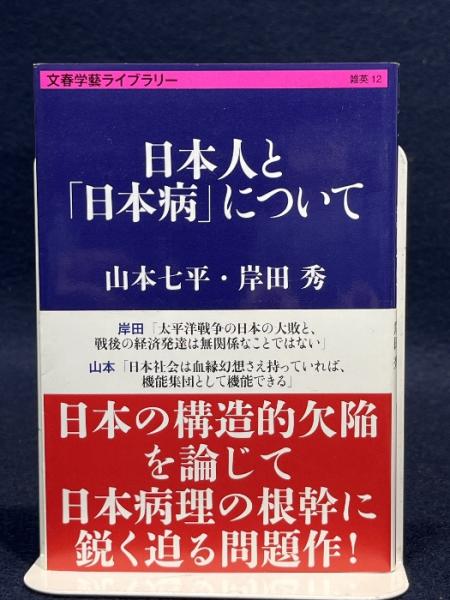 文春学藝ライブラリー
雑英 12
日本人と
「日本病」について
山本七平・岸田 秀
岸田 「太平洋戦争の日本の大敗と、
戦後の経済発達は無関係なことではない」
山本 「日本社会は血縁幻想さえ持っていれば、
機能集団として機能できる」
日本の構造的欠陥
を論じて
日本病理の根幹に
鋭く迫る問題作!